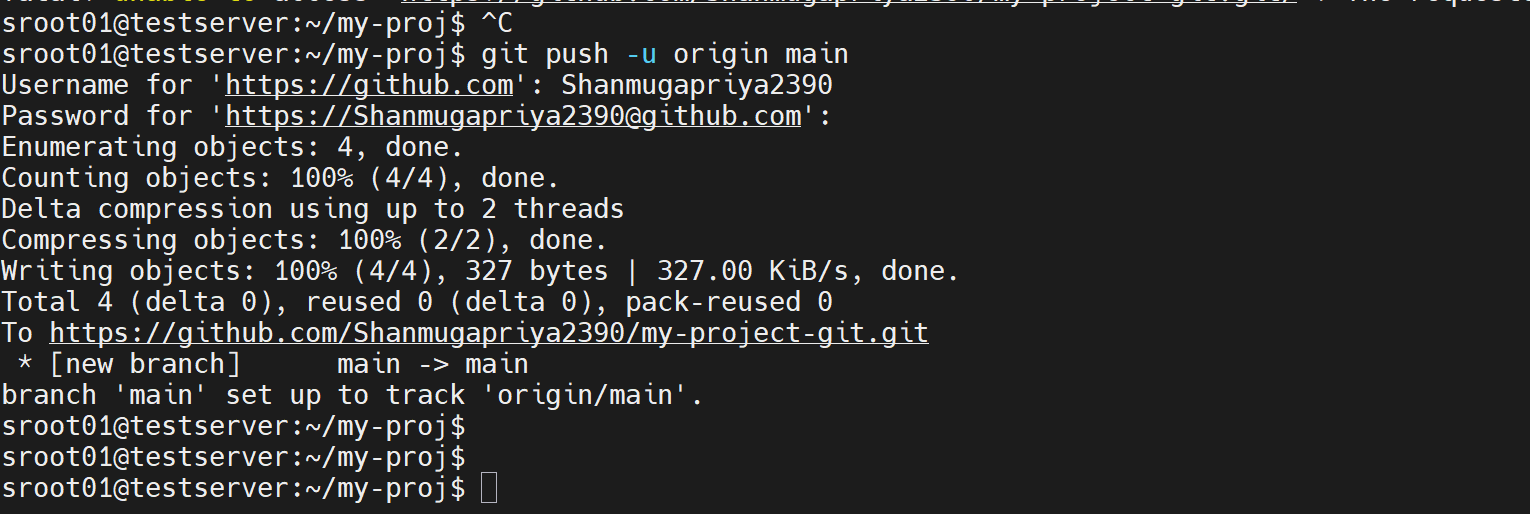 sroot01@testserver:~/my-proj$ ^C
sroot01@testserver:~/my-proj$ git push -u origin main
Username for 'https://github.com': Shanmugapriya2390
Password for 'https://Shanmugapriya2390@github.com':
Enumerating objects: 4, done.
Counting objects: 100% (4/4), done.
Delta compression using up to 2 threads
Compressing objects: 100% (2/2), done.
Writing objects: 100% (4/4), 327 bytes | 327.00 KiB/s, done.
Total 4 (delta 0), reused 0 (delta 0), pack-reused 0
To https://github.com/Shanmugapriya2390/my-project-git.git
 * [new branch]      main -> main
branch 'main' set up to track 'origin/main'.
sroot01@testserver:~/my-proj$
sroot01@testserver:~/my-proj$
sroot01@testserver:~/my-proj$